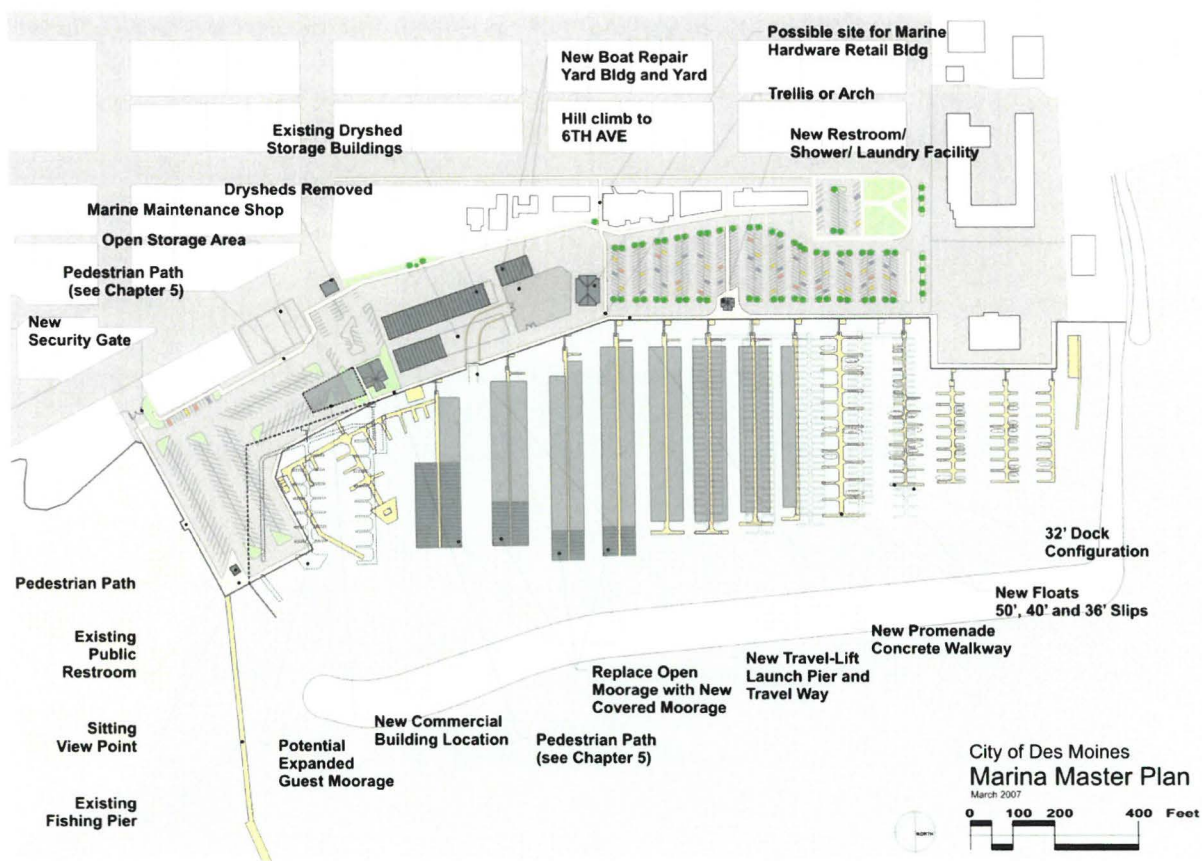 Possible site for Marine
Hardware Retail Bldg
New Boat Repair
Yard Bldg and Yard
Trellis or Arch
Hill climb to
6TH AVE
Existing Dryshed
Storage Buildings
New Restroom/
Shower/ Laundry Facility
Drysheds Removed
Marine Maintenance Shop
Open Storage Area
Pedestrian Path
(see Chapter 5)
New
Security Gate
32' Dock
Configuration
Pedestrian Path
New Floats
50', 40' and 36' Slips
Existing
Public
Restroom
New Promenade
Concrete Walkway
New Travel-Lift
Launch Pier and
Travel Way
Replace Open
Moorage with New
Covered Moorage
Sitting
View Point
New Commercial
Building Location
Pedestrian Path
(see Chapter 5)
Potential
Expanded
Guest Moorage
Existing
Fishing Pier
City of Des Moines
Marina Master Plan
March 2007
0 100 200 400 Feet
NORTH